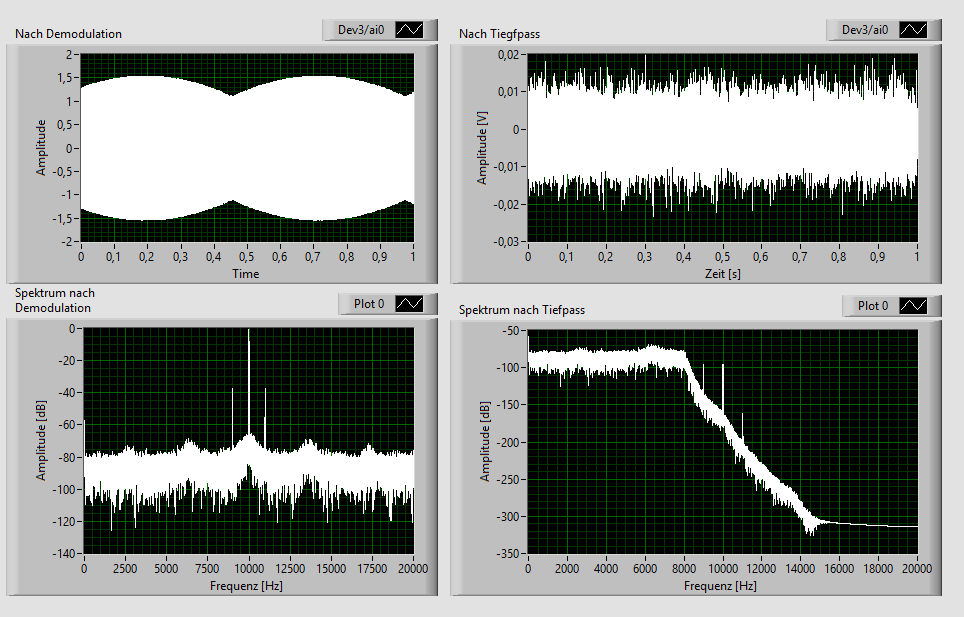 Nach Demodulation
Dev3/ai0
2
1,5
1
0,5
0
-0,5
-1
-1,5
-2
Amplitude
0 0,1 0,2 0,3 0,4 0,5 0,6 0,7 0,8 0,9 1
Time
Nach Tiegfpass
Dev3/ai0
0,02
0,01
0
-0,01
-0,02
-0,03
Amplitude [V]
0 0,1 0,2 0,3 0,4 0,5 0,6 0,7 0,8 0,9 1
Zeit [s]
Spektrum nach
Demodulation
Plot 0
0
-20
-40
-60
-80
-100
-120
-140
Amplitude [dB]
0 2500 5000 7500 10000 12500 15000 17500 20000
Frequenz [Hz]
Spektrum nach Tiefpass
Plot 0
-50
-100
-150
-200
-250
-300
-350
Amplitude [dB]
0 2000 4000 6000 8000 10000 12000 14000 16000 18000 20000
Frequenz [Hz]